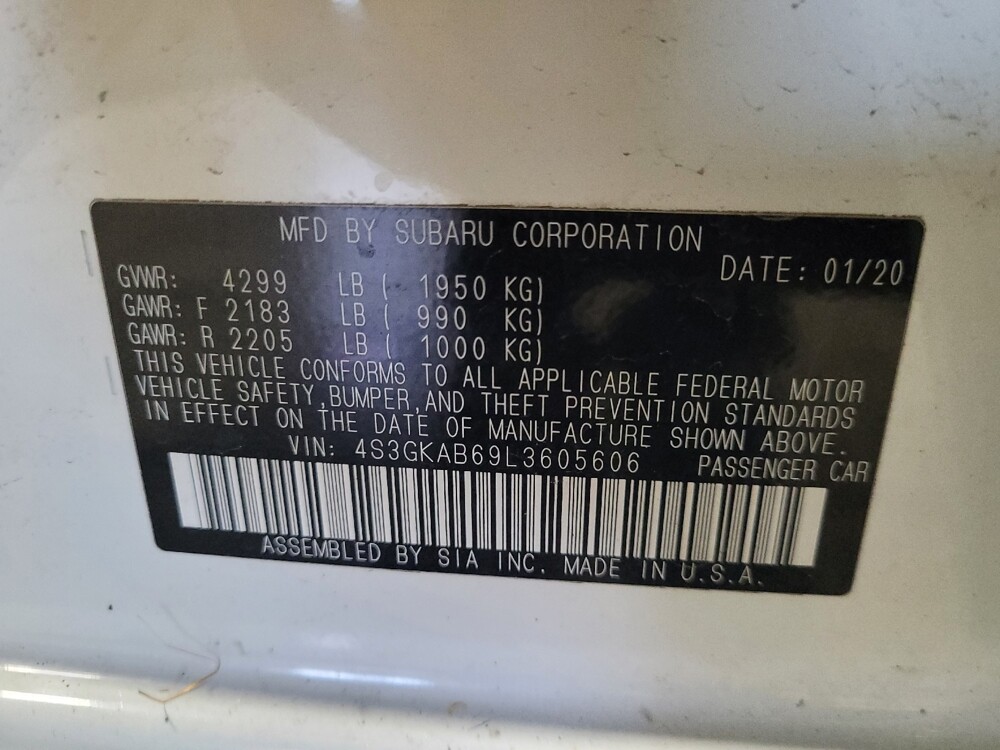 MFD BY SUBARU CORPORATION
DATE: 01/20
GVWR: 4299 LB ( 1950 KG)
GAWR: F 2183 LB ( 990 KG)
GAWR: R 2205 LB ( 1000 KG)
THIS VEHICLE CONFORMS TO ALL APPLICABLE FEDERAL MOTOR
VEHICLE SAFETY,BUMPER,AND THEFT PREVENTION STANDARDS
IN EFFECT ON THE DATE OF MANUFACTURE SHOWN ABOVE.
VIN: 4S3GKAB69L3605606 PASSENGER CAR
ASSEMBLED BY SIA INC. MADE IN U.S.A.